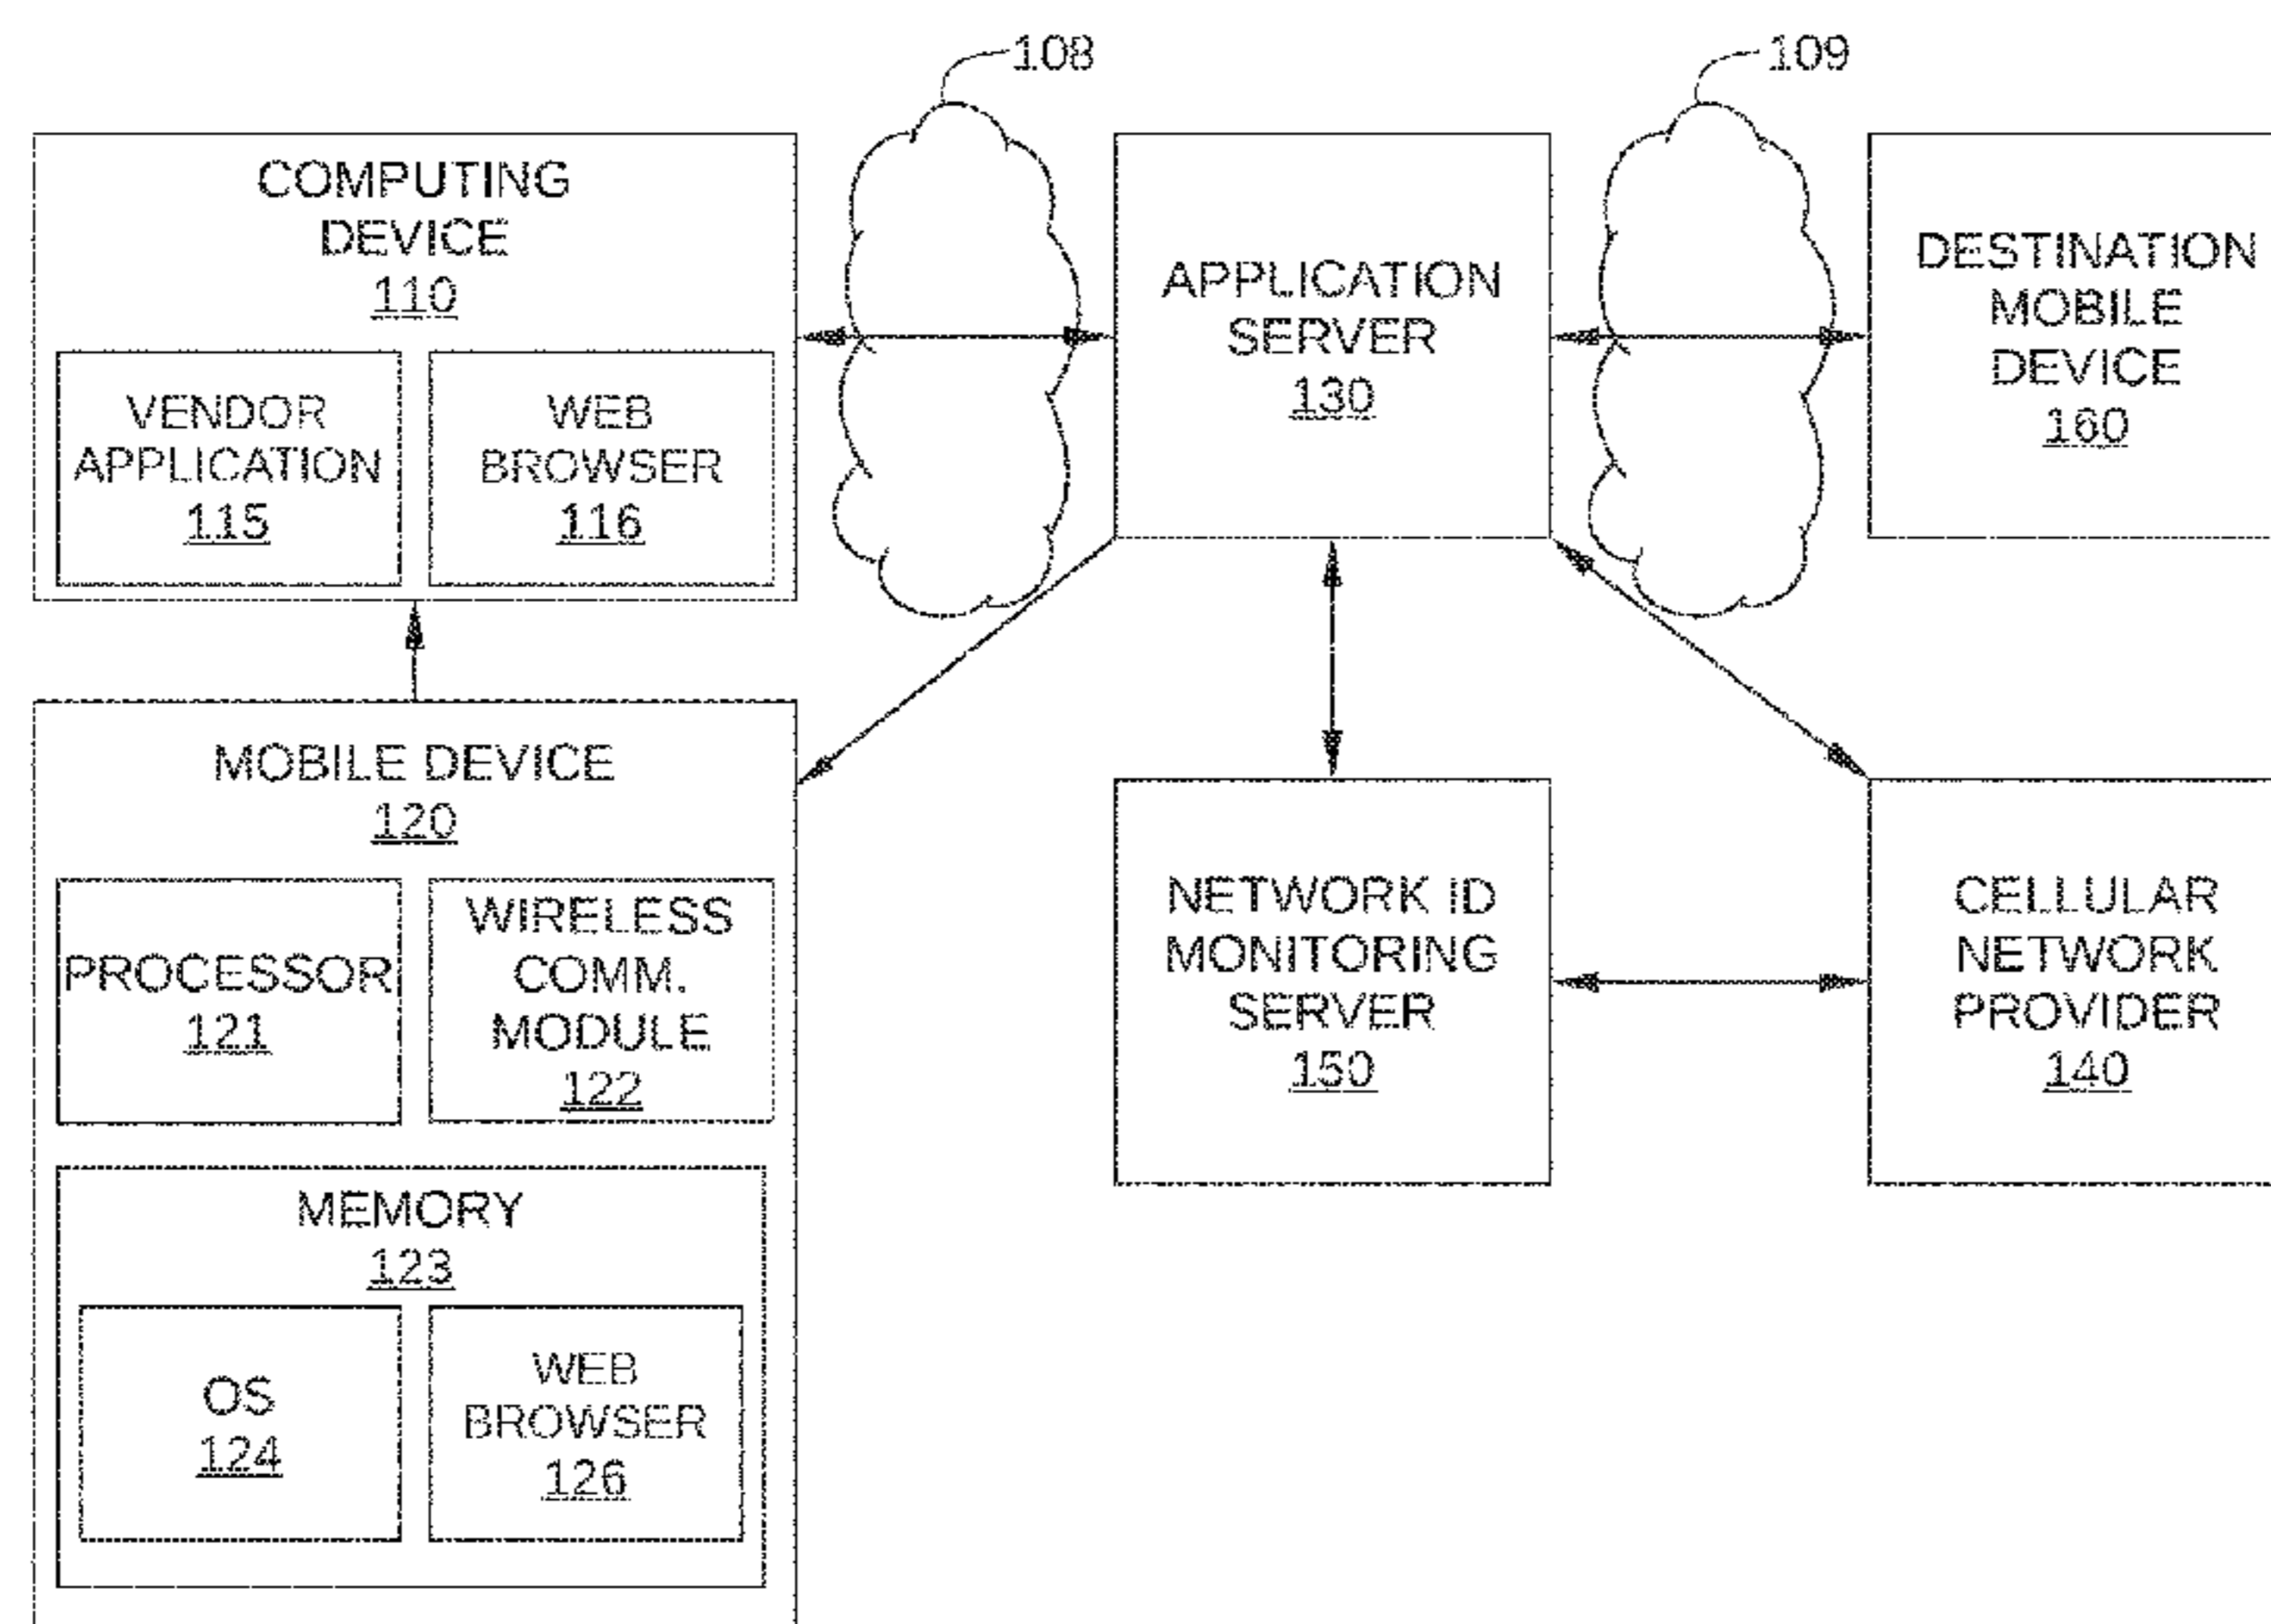 108
109
COMPUTING
DEVICE
110
VENDOR
APPLICATION
115
WEB
BROWSER
116
APPLICATION
SERVER
130
DESTINATION
MOBILE
DEVICE
160
MOBILE DEVICE
120
PROCESSOR
121
WIRELESS
COMM.
MODULE
122
MEMORY
123
OS
124
WEB
BROWSER
126
NETWORK ID
MONITORING
SERVER
150
CELLULAR
NETWORK
PROVIDER
140